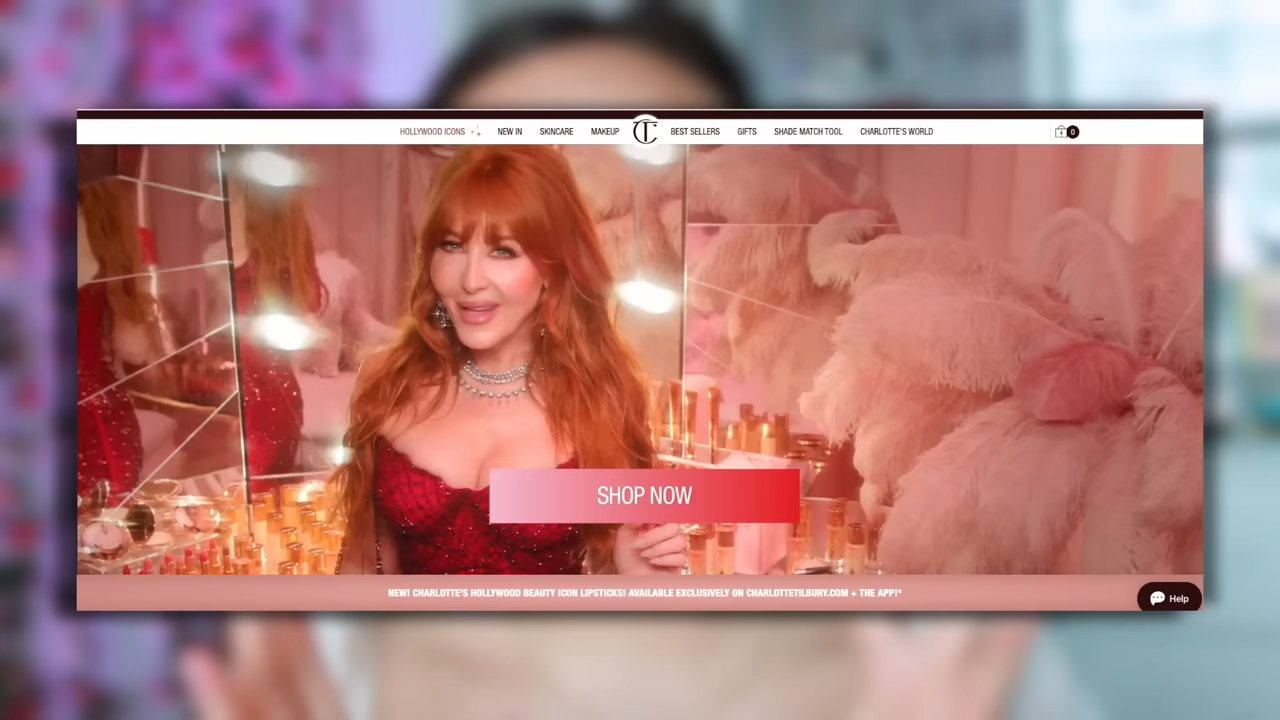 HOLLYWOOD ICONS NEW IN SKINCARE MAKEUP CT BEST SELLERS GIFTS SHADE MATCH TOOL CHARLOTTE'S WORLD 0
SHOP NOW
NEW! CHARLOTTE'S HOLLYWOOD BEAUTY ICON LIPSTICKS! AVAILABLE EXCLUSIVELY ON CHARLOTTETILBURY.COM + THE APP!*
Help